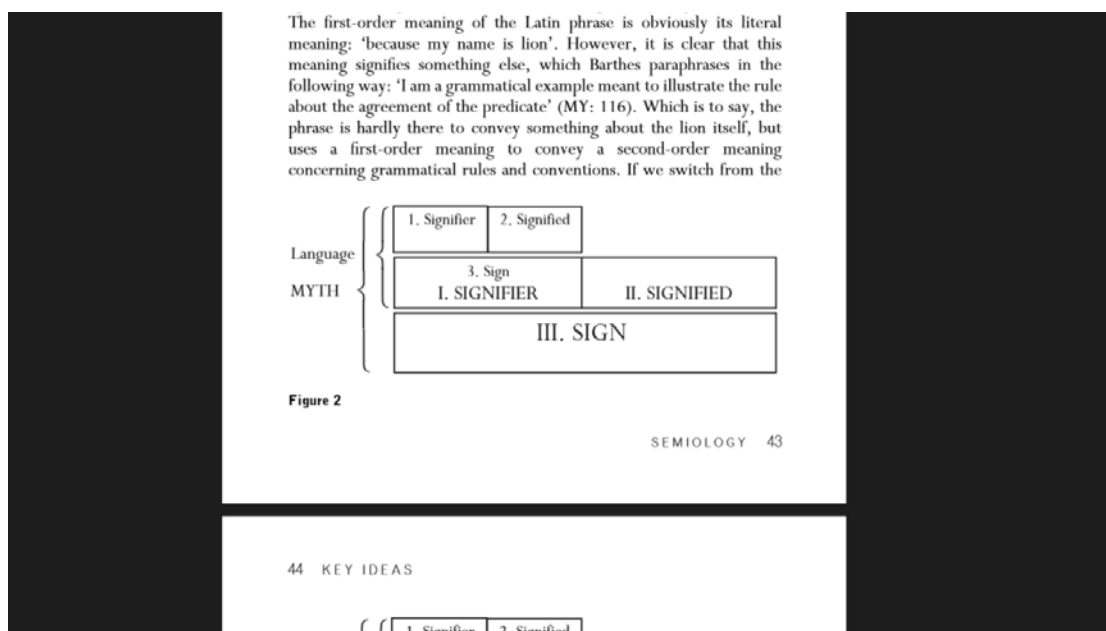 The first-order meaning of the Latin phrase is obviously its literal
meaning: ‘because my name is lion’. However, it is clear that this
meaning signifies something else, which Barthes paraphrases in the
following way: ‘I am a grammatical example meant to illustrate the rule
about the agreement of the predicate’ (MY: 116). Which is to say, the
phrase is hardly there to convey something about the lion itself, but
uses a first-order meaning to convey a second-order meaning
concerning grammatical rules and conventions. If we switch from the
1. Signifier 2. Signified
Language
3. Sign
MYTH I. SIGNIFIER II. SIGNIFIED
III. SIGN
Figure 2
SEMIOLOGY 43
44 KEY IDEAS
1. Signifier 2. Signified